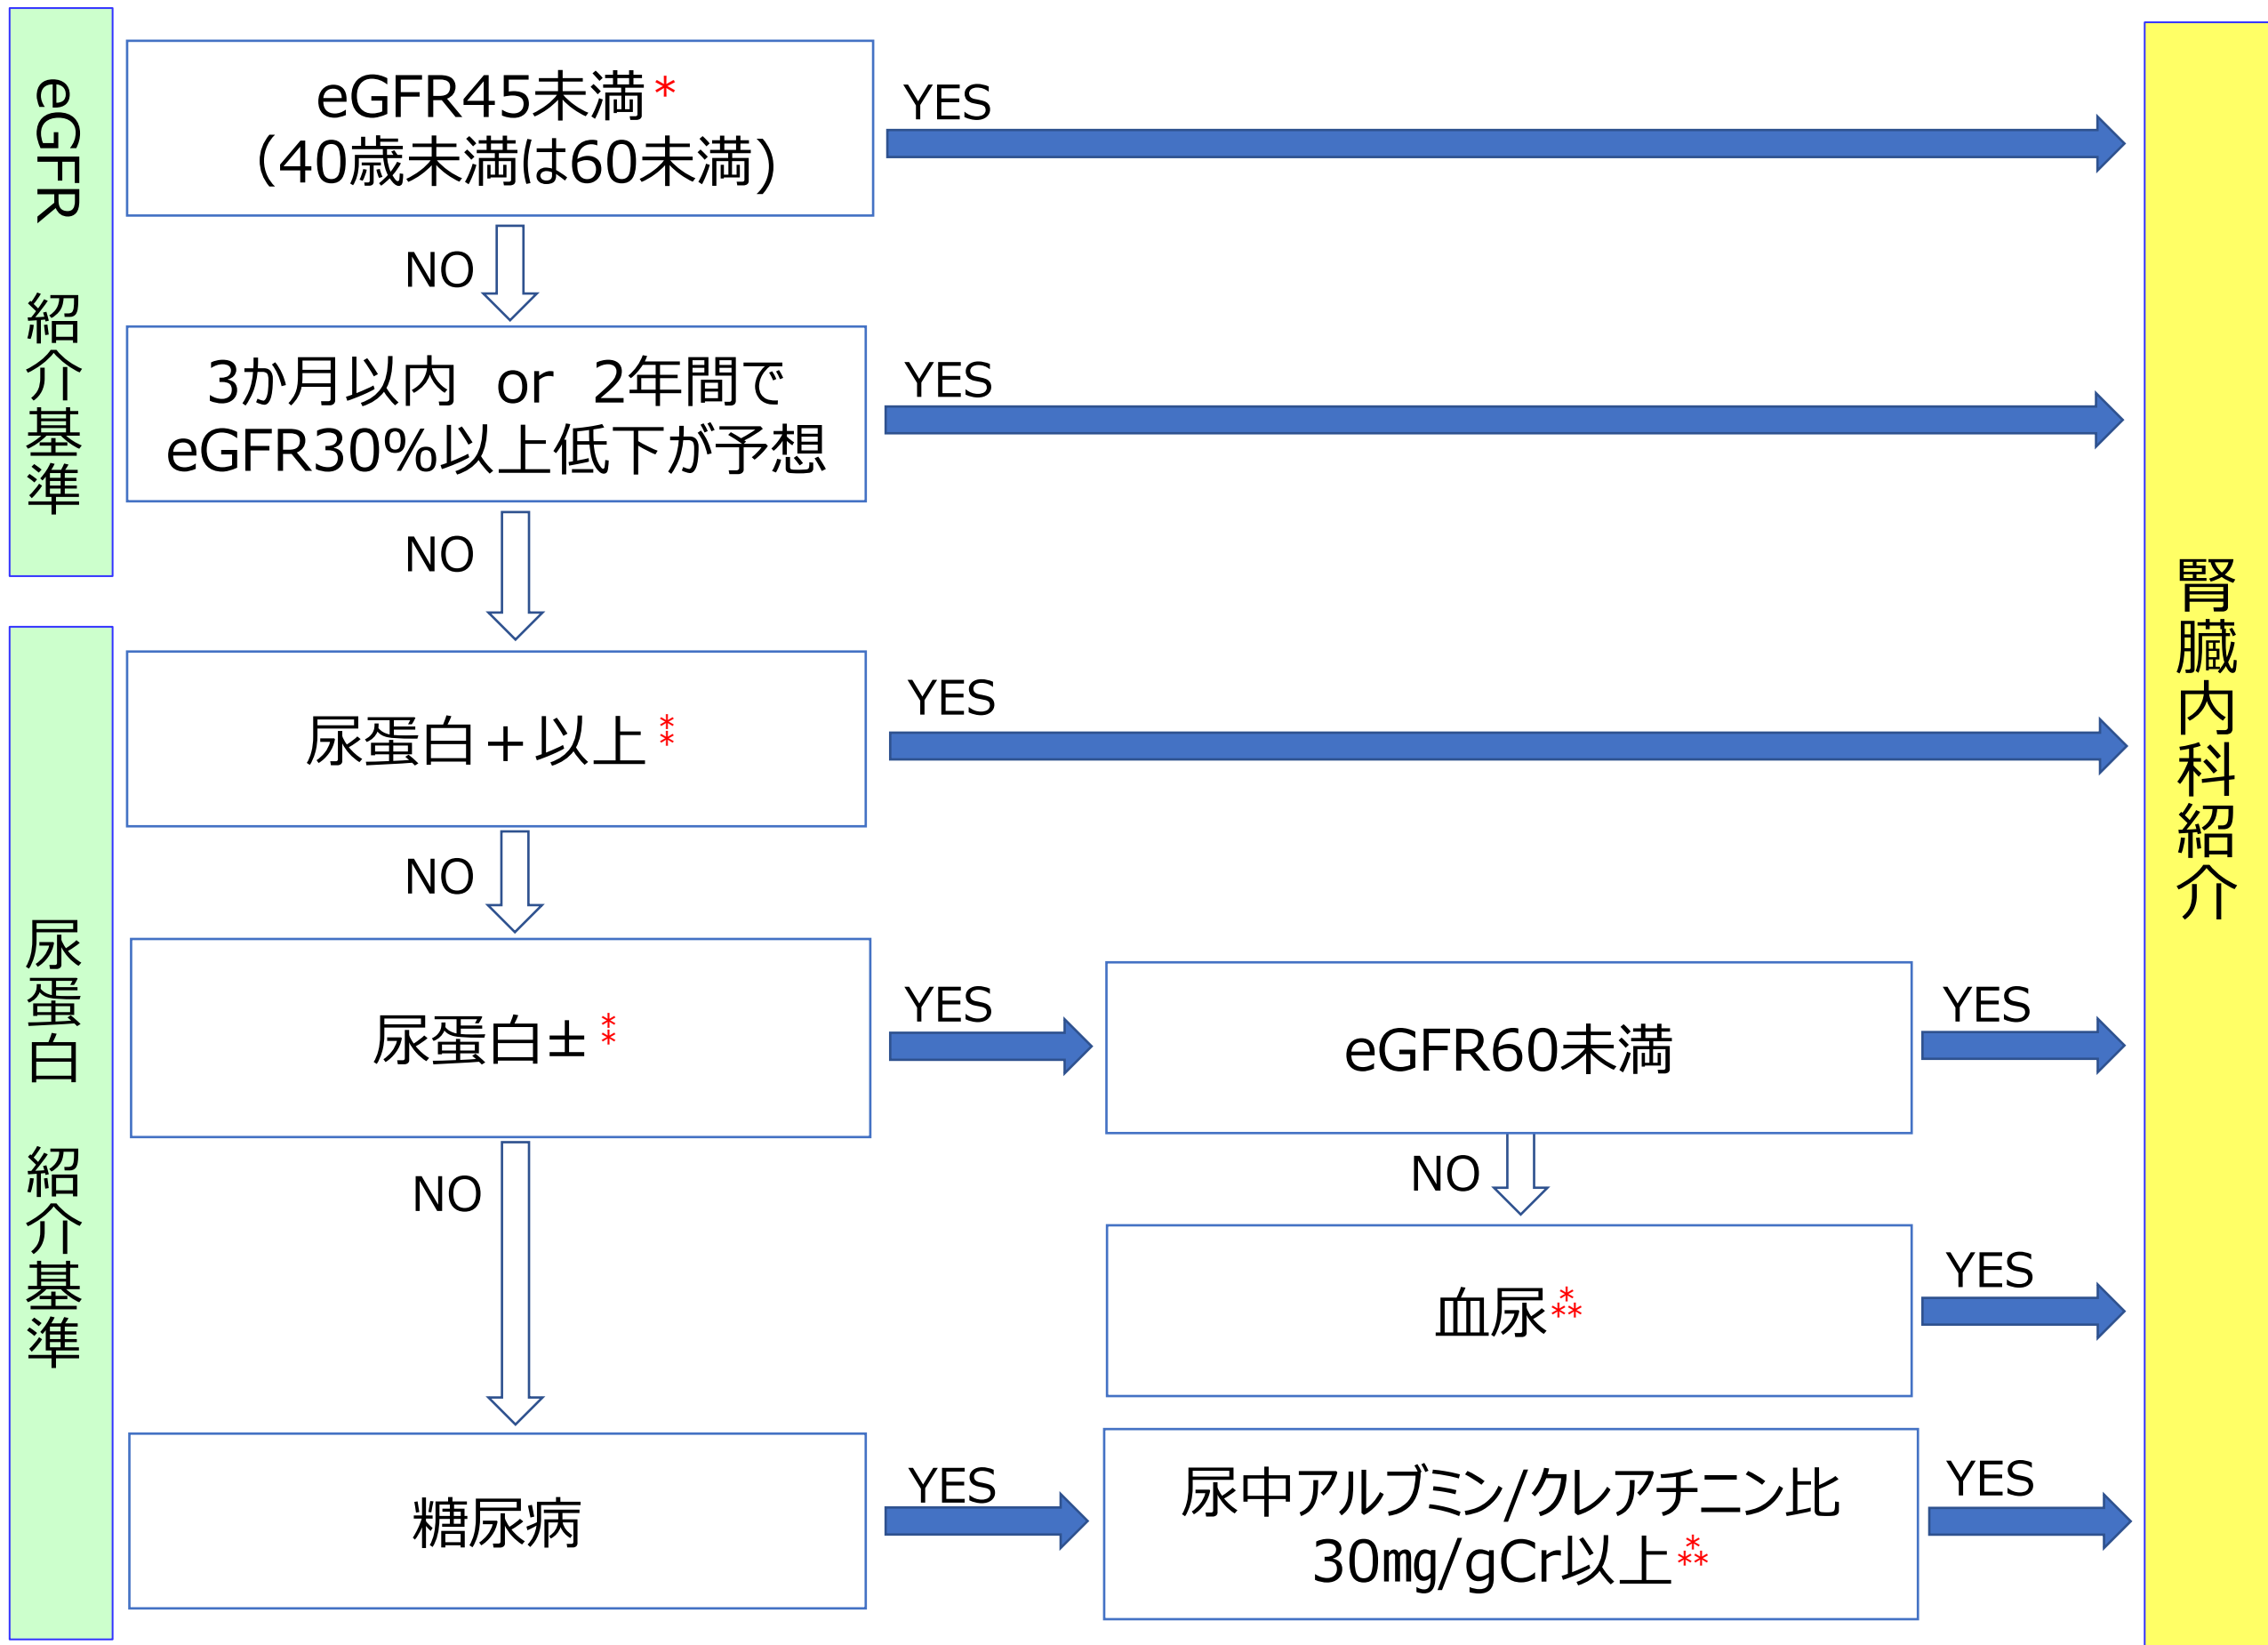 eGFR 紹介基準
eGFR45未満*
(40歳未満は60未満)
YES
NO
3カ月以内 or 2年間で
eGFR30%以上低下が予想
YES
NO
尿蛋白 紹介基準
尿蛋白+以上⁑
YES
NO
尿蛋白±⁑
YES
eGFR60未満
YES
NO
NO
血尿⁂
YES
糖尿病
YES
尿中アルブミン/クレアチニン比
30mg/gCr以上⁂
YES
腎臓内科紹介